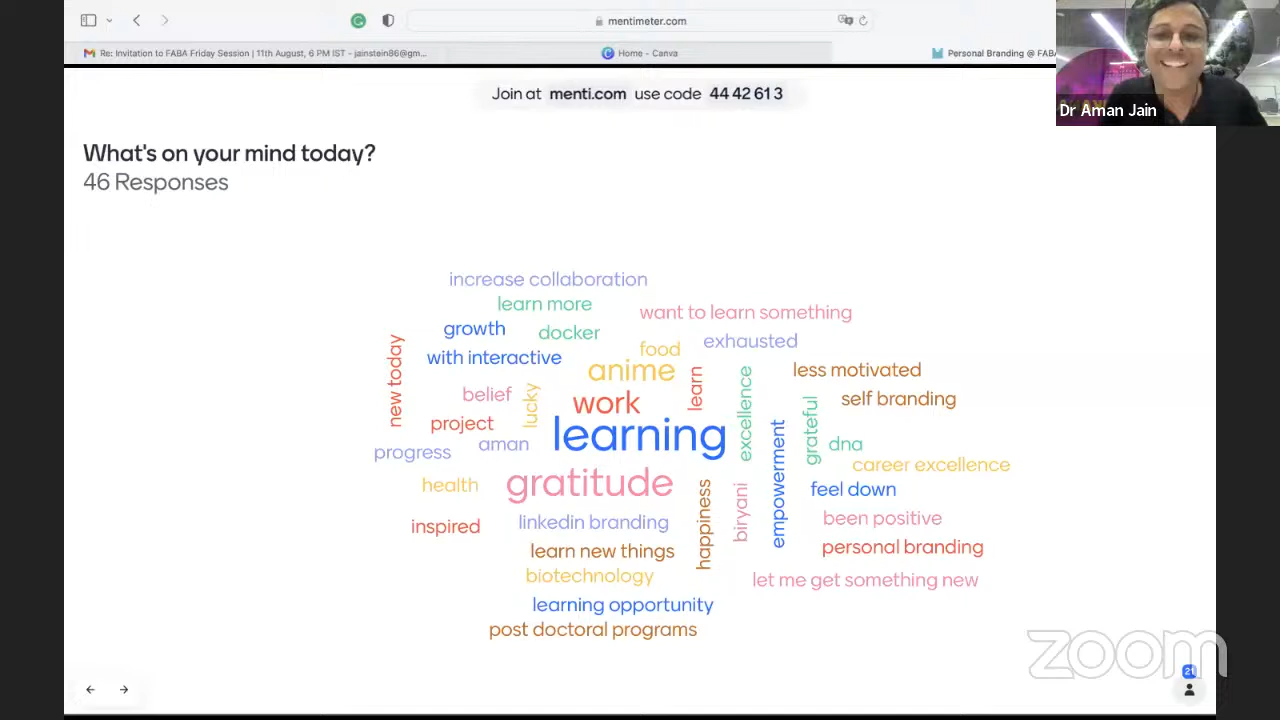 mentimeter.com
Re: Invitation to FABA Friday Session | 11th August, 6 PM IST - jainstein86@gm...
Home - Canva
Personal Branding @ FABA
Dr Aman Jain
Join at menti.com use code 44 42 61 3
What's on your mind today?
46 Responses
increase collaboration
learn more
want to learn something
growth
docker
exhausted
food
with interactive
new today
anime
less motivated
learn
belief
lucky
work
excellence
self branding
grateful
project
learning
aman
dna
progress
career excellence
empowerment
health
gratitude
feel down
happiness
biryani
been positive
inspired
linkedin branding
personal branding
learn new things
biotechnology
let me get something new
learning opportunity
post doctoral programs
zoom
21